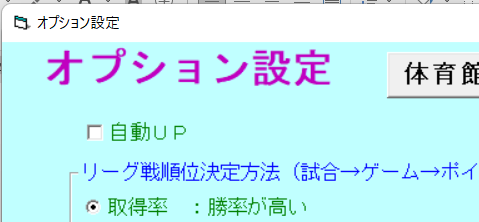 オプション設定
オプション設定
体育館
自動ＵＰ
リーグ戦順位決定方法（試合→ゲーム→ポイ
取得率　：勝率が高い